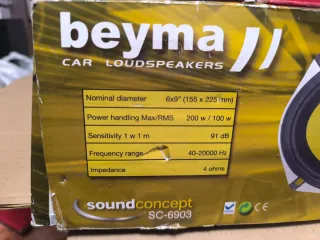 beyma
CAR LOUDSPEAKERS
Nominal diameter 6x9" (155 x 225 mm)
Power handling Max/RMS 200 w / 100 w
Sensitivity 1 w 1 m 91 dB
Frequency range 40-20000 Hz
Impedance 4 ohms
soundconcept
SC-6903
CE